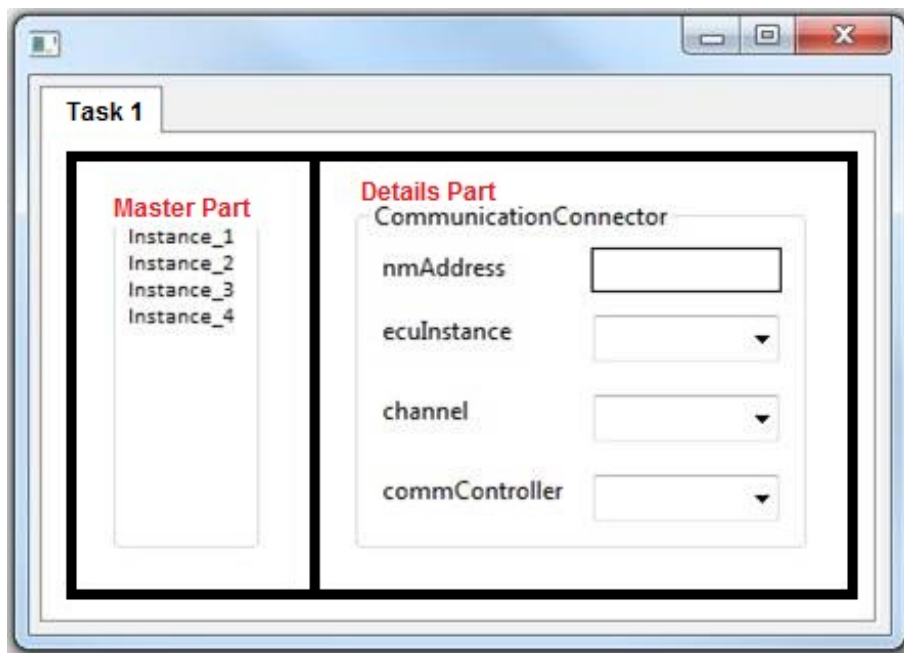 Task 1
Master Part
Instance_1
Instance_2
Instance_3
Instance_4
Details Part
CommunicationConnector
nmAddress
ecuInstance
channel
commController